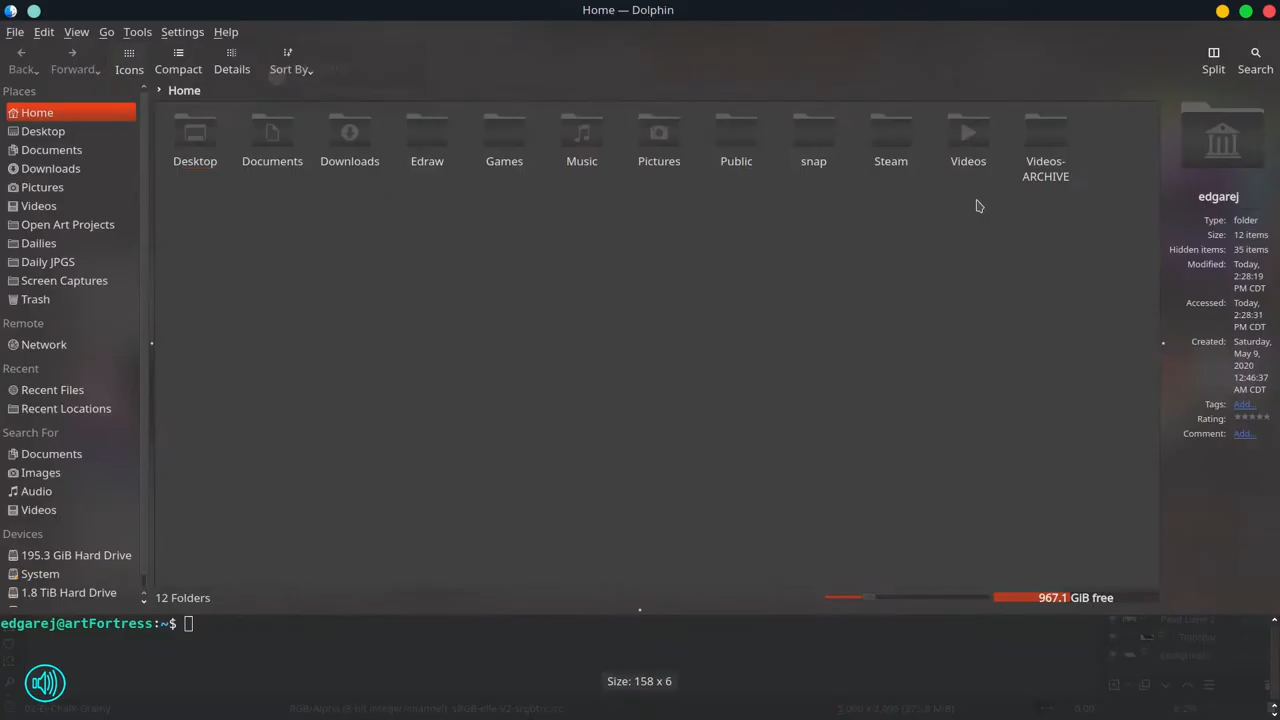 Home — Dolphin
File Edit View Go Tools Settings Help
Back Forward Icons Compact Details Sort By Split Search
Places
Home
Desktop
Documents
Downloads
Pictures
Videos
Open Art Projects
Dailies
Daily JPGS
Screen Captures
Trash
Remote
Network
Recent
Recent Files
Recent Locations
Search For
Documents
Images
Audio
Videos
Devices
195.3 GiB Hard Drive
System
1.8 TiB Hard Drive
Home
Desktop Documents Downloads Edraw Games Music Pictures Public snap Steam Videos Videos-
ARCHIVE
edgarej
Type: folder
Size: 12 items
Hidden items: 35 items
Modified: Today,
2:28:19
PM CDT
Accessed: Today,
2:28:31
PM CDT
Created: Saturday,
May 9,
2020
12:46:37
AM CDT
Tags: Add...
Rating:
Comment: Add...
12 Folders 967.1 GiB free
edgarej@artFortress:~$
Size: 158 x 6